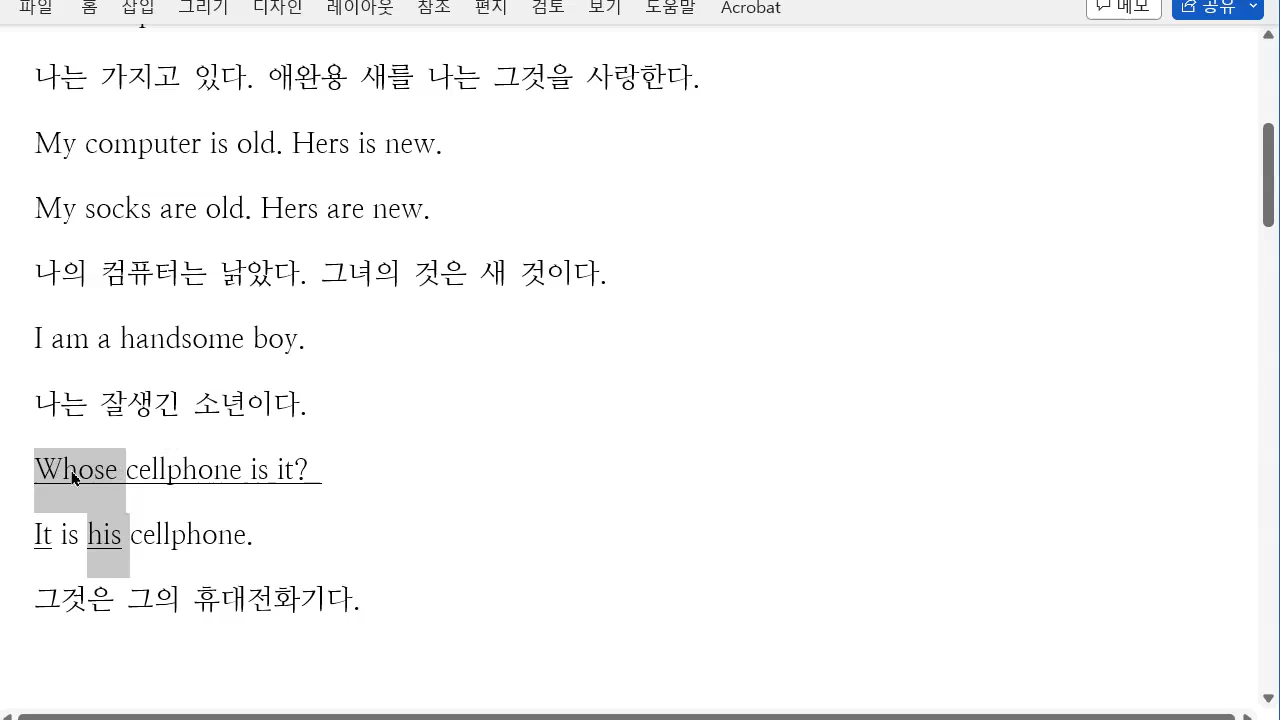 파일 홈 삽입 그리기 디자인 레이아웃 참조 편지 검토 보기 도움말 Acrobat 메모 공유
나는 가지고 있다. 애완용 새를 나는 그것을 사랑한다.
My computer is old. Hers is new.
My socks are old. Hers are new.
나의 컴퓨터는 낡았다. 그녀의 것은 새 것이다.
I am a handsome boy.
나는 잘생긴 소년이다.
Whose cellphone is it?
It is his cellphone.
그것은 그의 휴대전화기다.